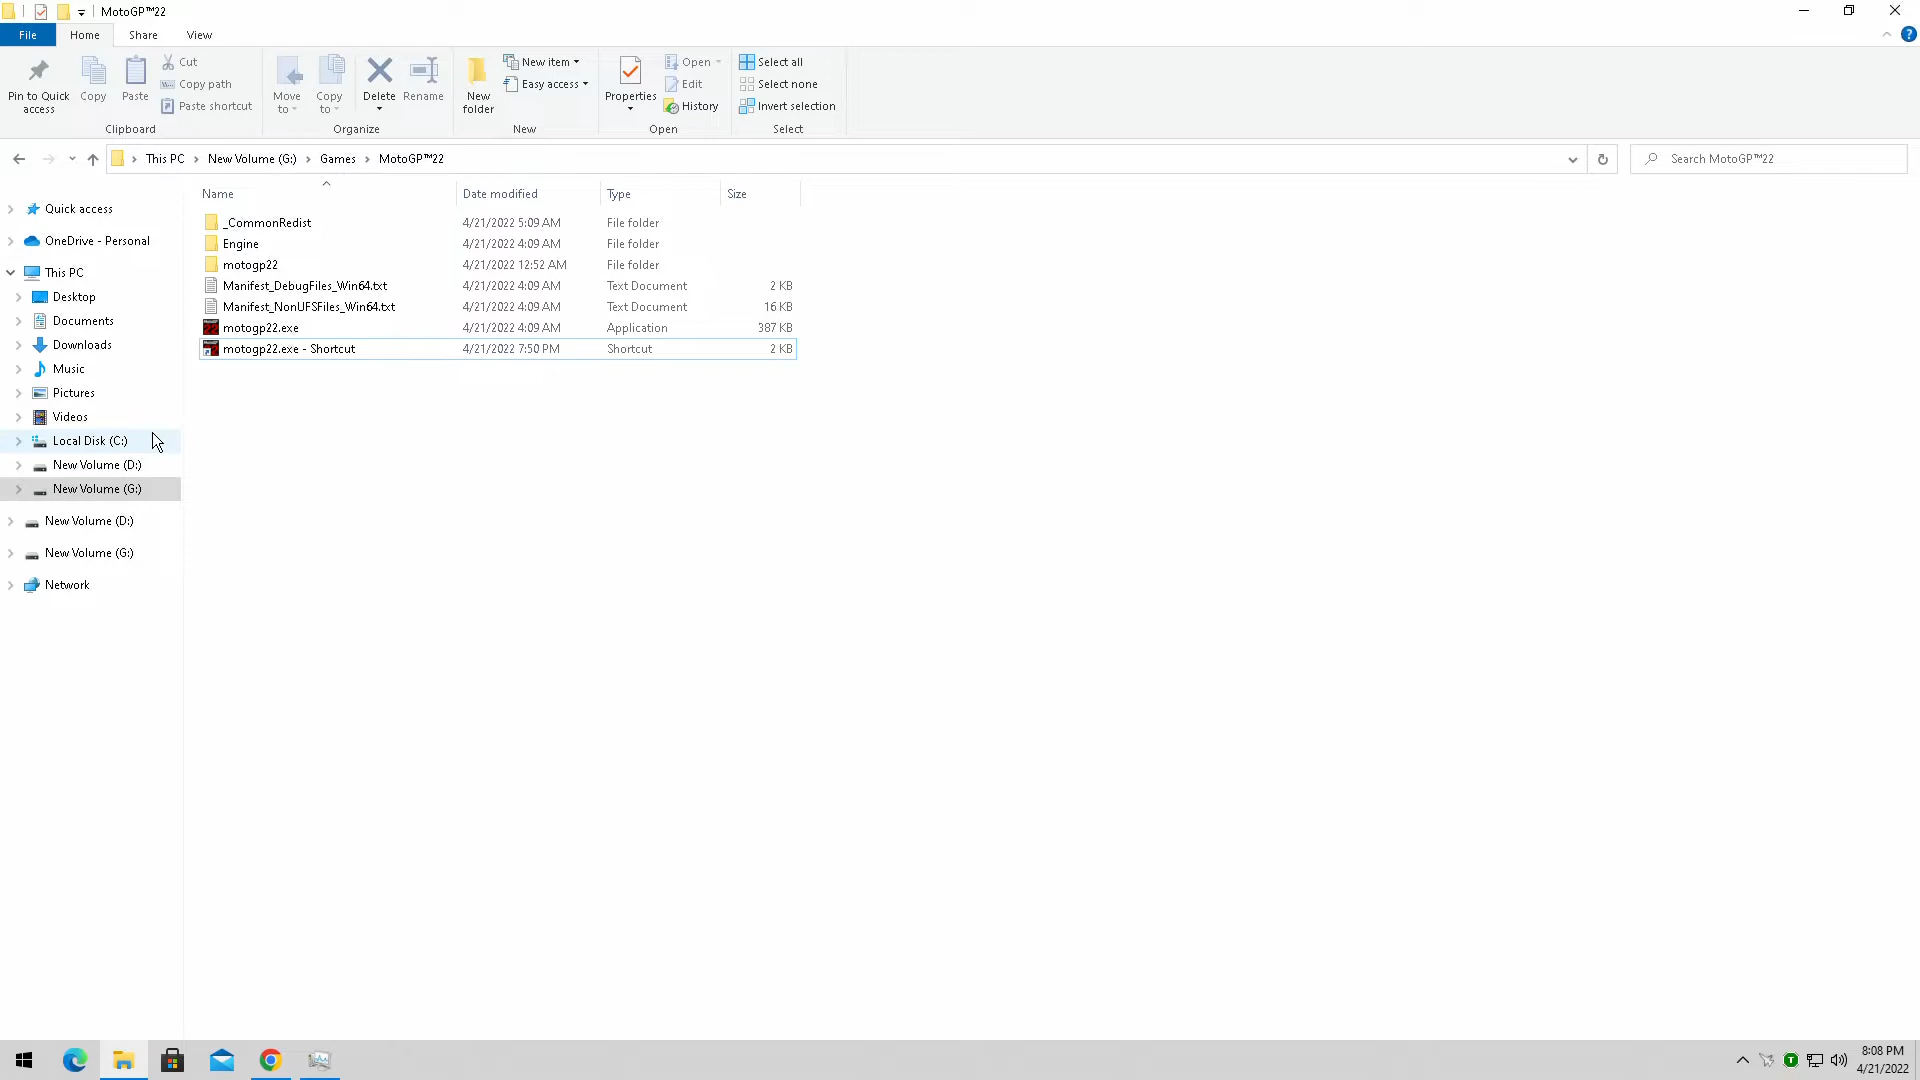 MotoGP™22
File Home Share View
Pin to Quick access
Copy
Paste
Cut
Copy path
Paste shortcut
Clipboard
Move to
Copy to
Delete
Rename
Organize
New folder
New item
Easy access
New
Properties
Open
Edit
History
Open
Select all
Select none
Invert selection
Select
This PC New Volume (G:) Games MotoGP™22
Search MotoGP™22
Quick access
OneDrive - Personal
This PC
Desktop
Documents
Downloads
Music
Pictures
Videos
Local Disk (C:)
New Volume (D:)
New Volume (G:)
New Volume (D:)
New Volume (G:)
Network
Name Date modified Type Size
_CommonRedist 4/21/2022 5:09 AM File folder
Engine 4/21/2022 4:09 AM File folder
motogp22 4/21/2022 12:52 AM File folder
Manifest_DebugFiles_Win64.txt 4/21/2022 4:09 AM Text Document 2 KB
Manifest_NonUFSFiles_Win64.txt 4/21/2022 4:09 AM Text Document 16 KB
motogp22.exe 4/21/2022 4:09 AM Application 387 KB
motogp22.exe - Shortcut 4/21/2022 7:50 PM Shortcut 2 KB
8:08 PM
4/21/2022